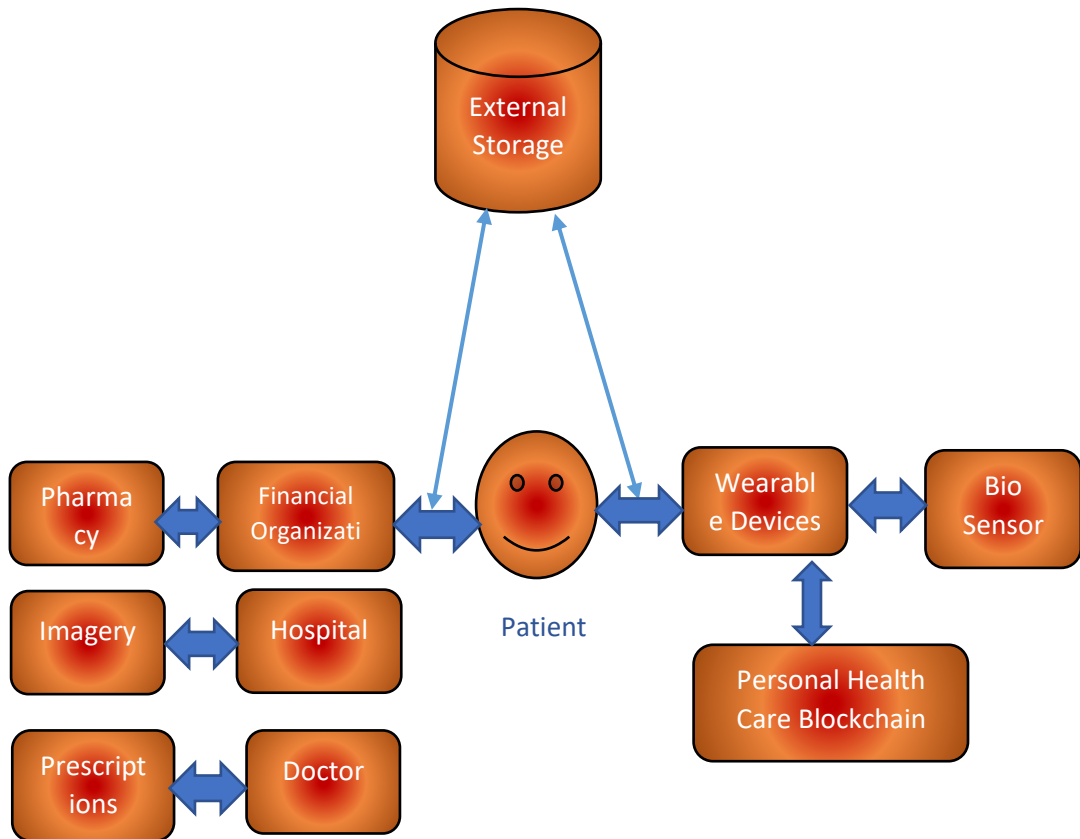 External
Storage
Pharma
cy
Financial
Organizati
Wearabl
e Devices
Bio
Sensor
Imagery
Hospital
Patient
Personal Health
Care Blockchain
Prescript
ions
Doctor